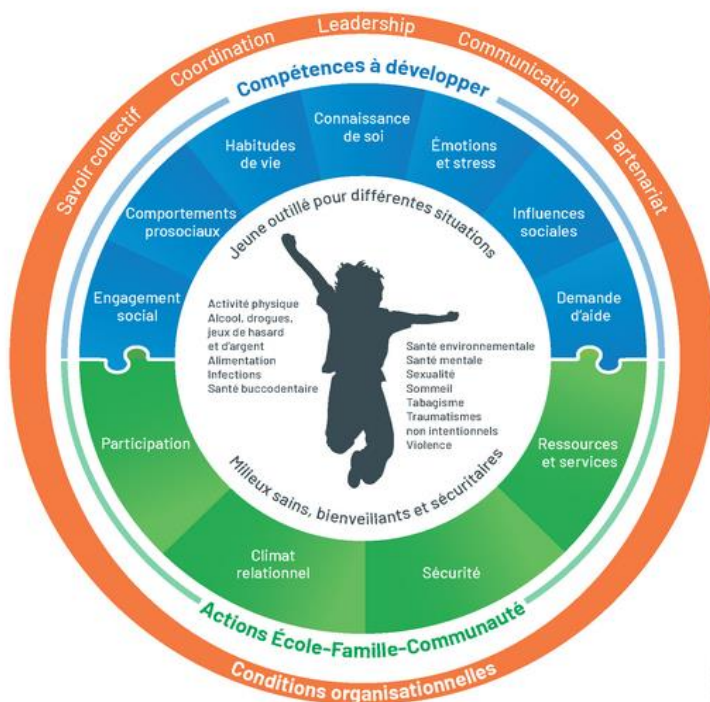 Savoir collectif
Coordination
Leadership
Communication
Partenariat
Compétences à développer
Engagement
social
Comportements
prosociaux
Habitudes
de vie
Connaissance
de soi
Émotions
et stress
Influences
sociales
Demande
d'aide
Jeune outillé pour différentes situations
Activité physique
Alcool, drogues,
jeux de hasard
et d'argent
Alimentation
Infections
Santé buccodentaire
Santé environnementale
Santé mentale
Sexualité
Sommeil
Tabagisme
Traumatismes
non intentionnels
Violence
Milieux sains, bienveillants et sécuritaires
Participation
Climat
relationnel
Sécurité
Ressources
et services
Actions École-Famille-Communauté
Conditions organisationnelles